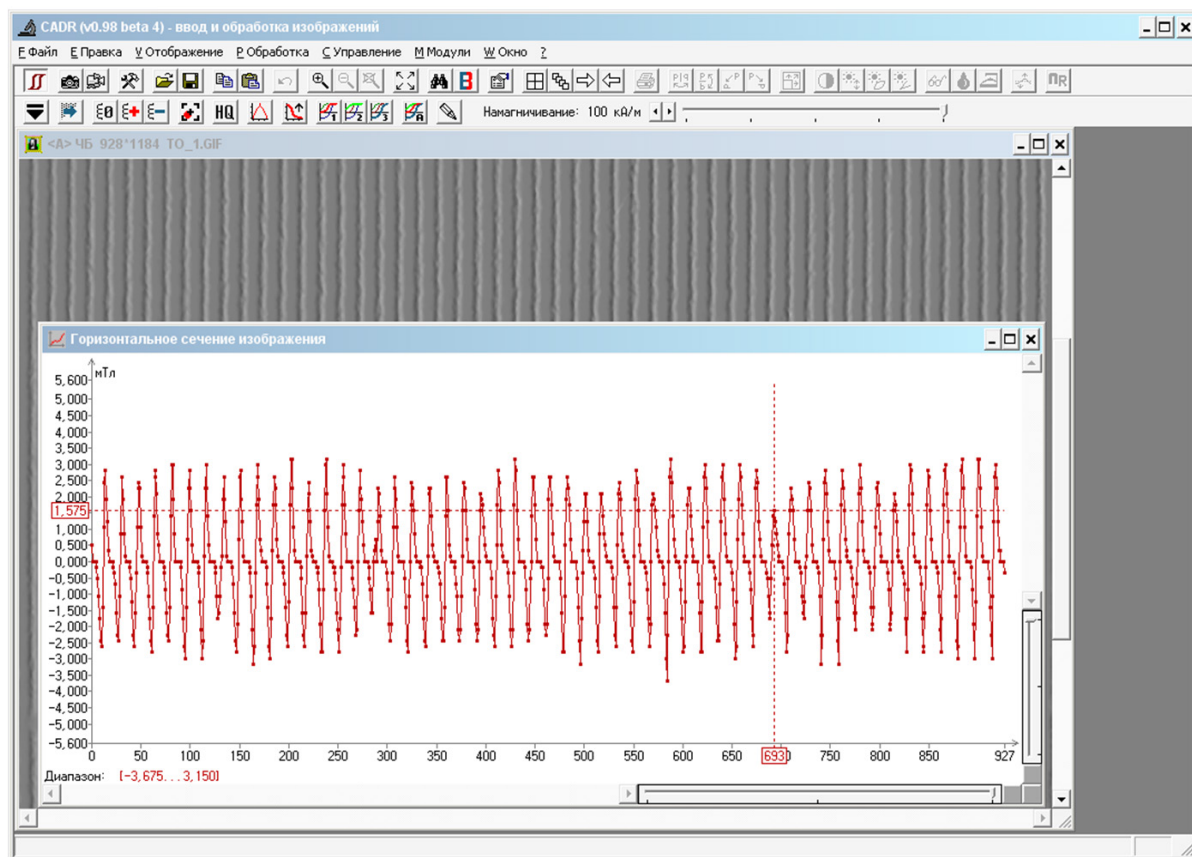 CADR (v0.98 beta 4) - ввод и обработка изображений
F Файл E Правка V Отображение P Обработка C Управление M Модули W Окно ?
HQ Намагничивание: 100 кА/м
<A> ЧБ 928*1184 TO_1.GIF
Горизонтальное сечение изображения
мТл
5,600
5,000
4,500
4,000
3,500
3,000
2,500
2,000
1,575
1,000
0,500
0,000
-0,500
-1,000
-1,500
-2,000
-2,500
-3,000
-3,500
-4,000
-4,500
-5,000
-5,600
0 50 100 150 200 250 300 350 400 450 500 550 600 650 693 750 800 850 927
Диапазон: [-3,675...3,150]